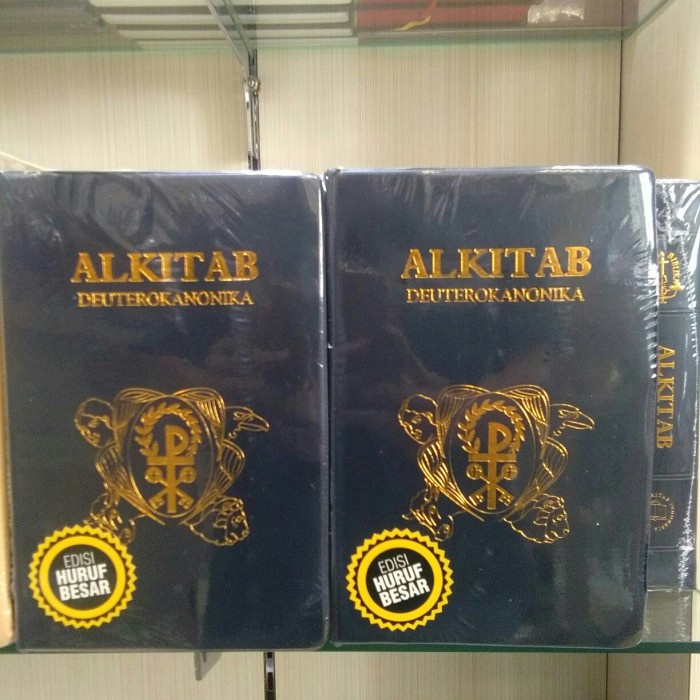 ALKITAB
DEUTEROKANONIKA
EDISI
HURUF
BESAR
ALKITAB
DEUTEROKANONIKA
EDISI
HURUF
BESAR
ALKITAB